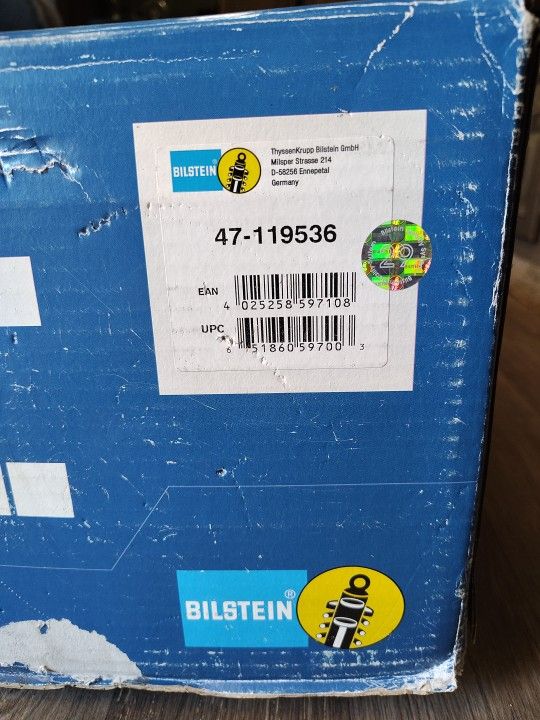 BILSTEIN
ThyssenKrupp Bilstein GmbH
Milsper Strasse 214
D-58256 Ennepetal
Germany
47-119536
EAN
4 025258 597108
UPC
6 51860 59700 3
Bilstein
BILSTEIN®